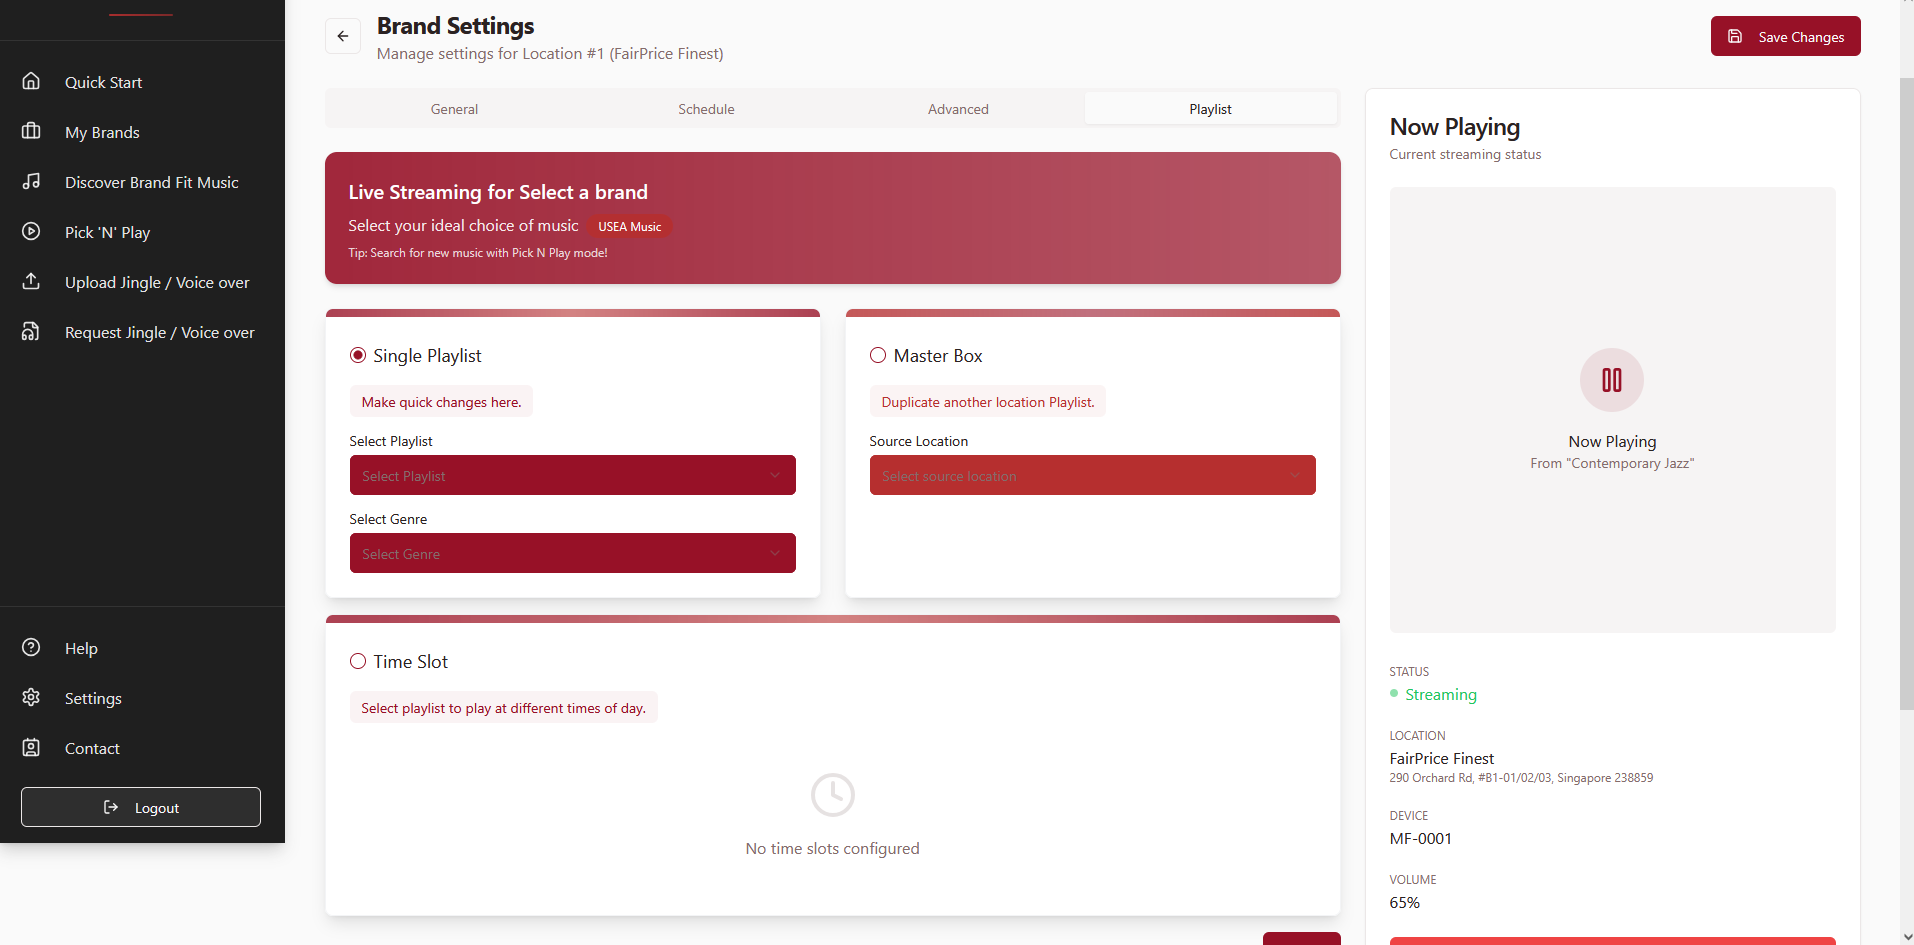 Quick Start
My Brands
Discover Brand Fit Music
Pick 'N' Play
Upload Jingle / Voice over
Request Jingle / Voice over
Help
Settings
Contact
Logout
Brand Settings
Manage settings for Location #1 (FairPrice Finest)
Save Changes
General
Schedule
Advanced
Playlist
Live Streaming for Select a brand
Select your ideal choice of music
USEA Music
Tip: Search for new music with Pick N Play mode!
Single Playlist
Make quick changes here.
Select Playlist
Select Playlist
Select Genre
Select Genre
Master Box
Duplicate another location Playlist.
Source Location
Select source location
Time Slot
Select playlist to play at different times of day.
No time slots configured
Now Playing
Current streaming status
Now Playing
From "Contemporary Jazz"
STATUS
Streaming
LOCATION
FairPrice Finest
290 Orchard Rd, #B1-01/02/03, Singapore 238859
DEVICE
MF-0001
VOLUME
65%